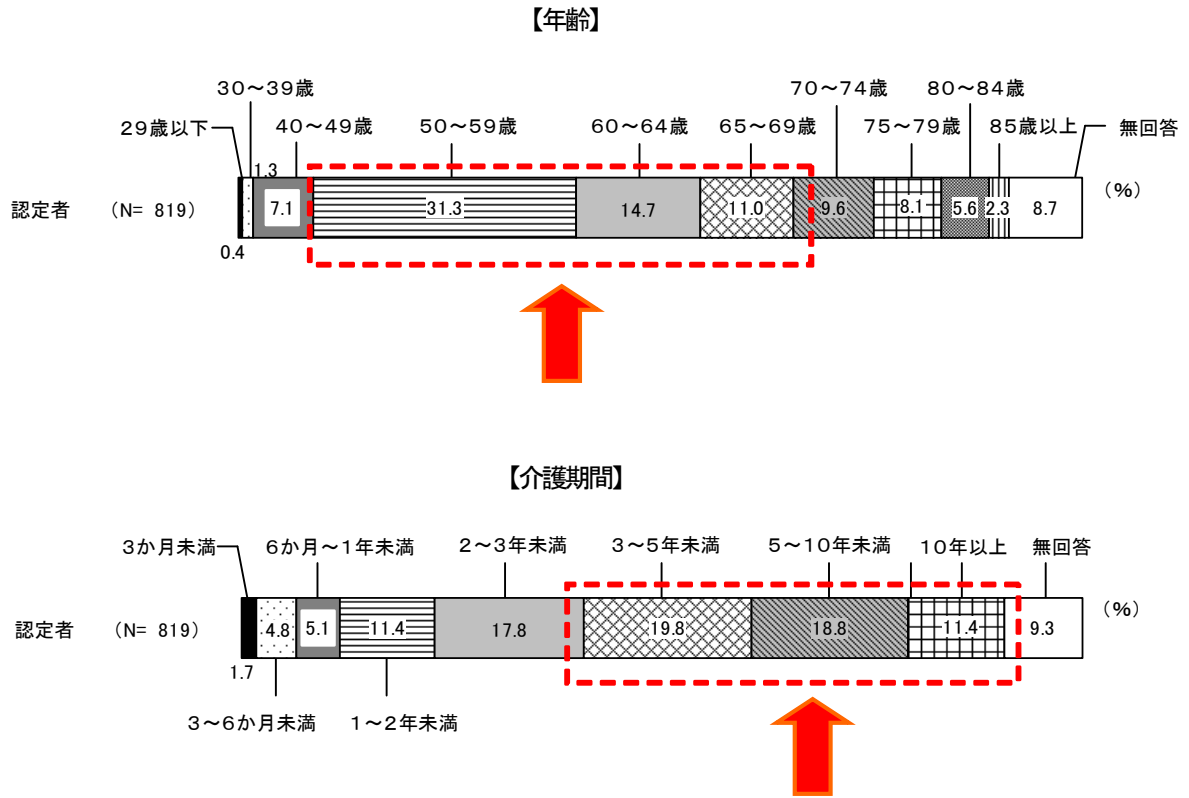 【年齢】
30～39歳
70～74歳
80～84歳
29歳以下
40～49歳
50～59歳
60～64歳
65～69歳
75～79歳
85歳以上
無回答
1.3
認定者 (N= 819)
7.1
31.3
14.7
11.0
9.6
8.1
5.6
2.3
8.7
(%)
0.4
【介護期間】
3か月未満
6か月～1年未満
2～3年未満
3～5年未満
5～10年未満
10年以上
無回答
認定者 (N= 819)
4.8
5.1
11.4
17.8
19.8
18.8
11.4
9.3
(%)
1.7
3～6か月未満
1～2年未満